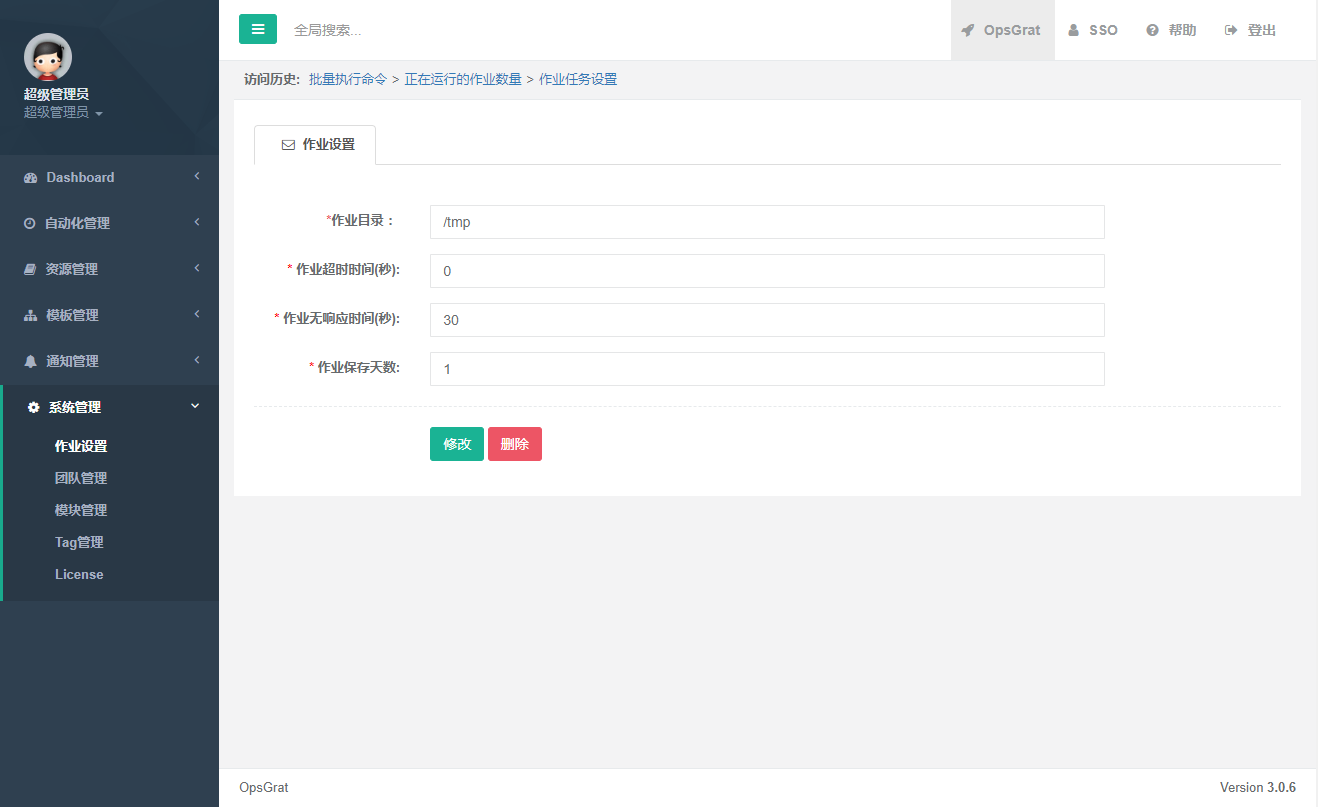 超级管理员
超级管理员
Dashboard
自动化管理
资源管理
模板管理
通知管理
系统管理
作业设置
团队管理
模块管理
Tag管理
License
全局搜索...
OpsGrat
SSO
帮助
登出
访问历史: 批量执行命令 > 正在运行的作业数量 > 作业任务设置
作业设置
*作业目录： /tmp
* 作业超时时间(秒): 0
* 作业无响应时间(秒): 30
* 作业保存天数: 1
修改 删除
OpsGrat
Version 3.0.6